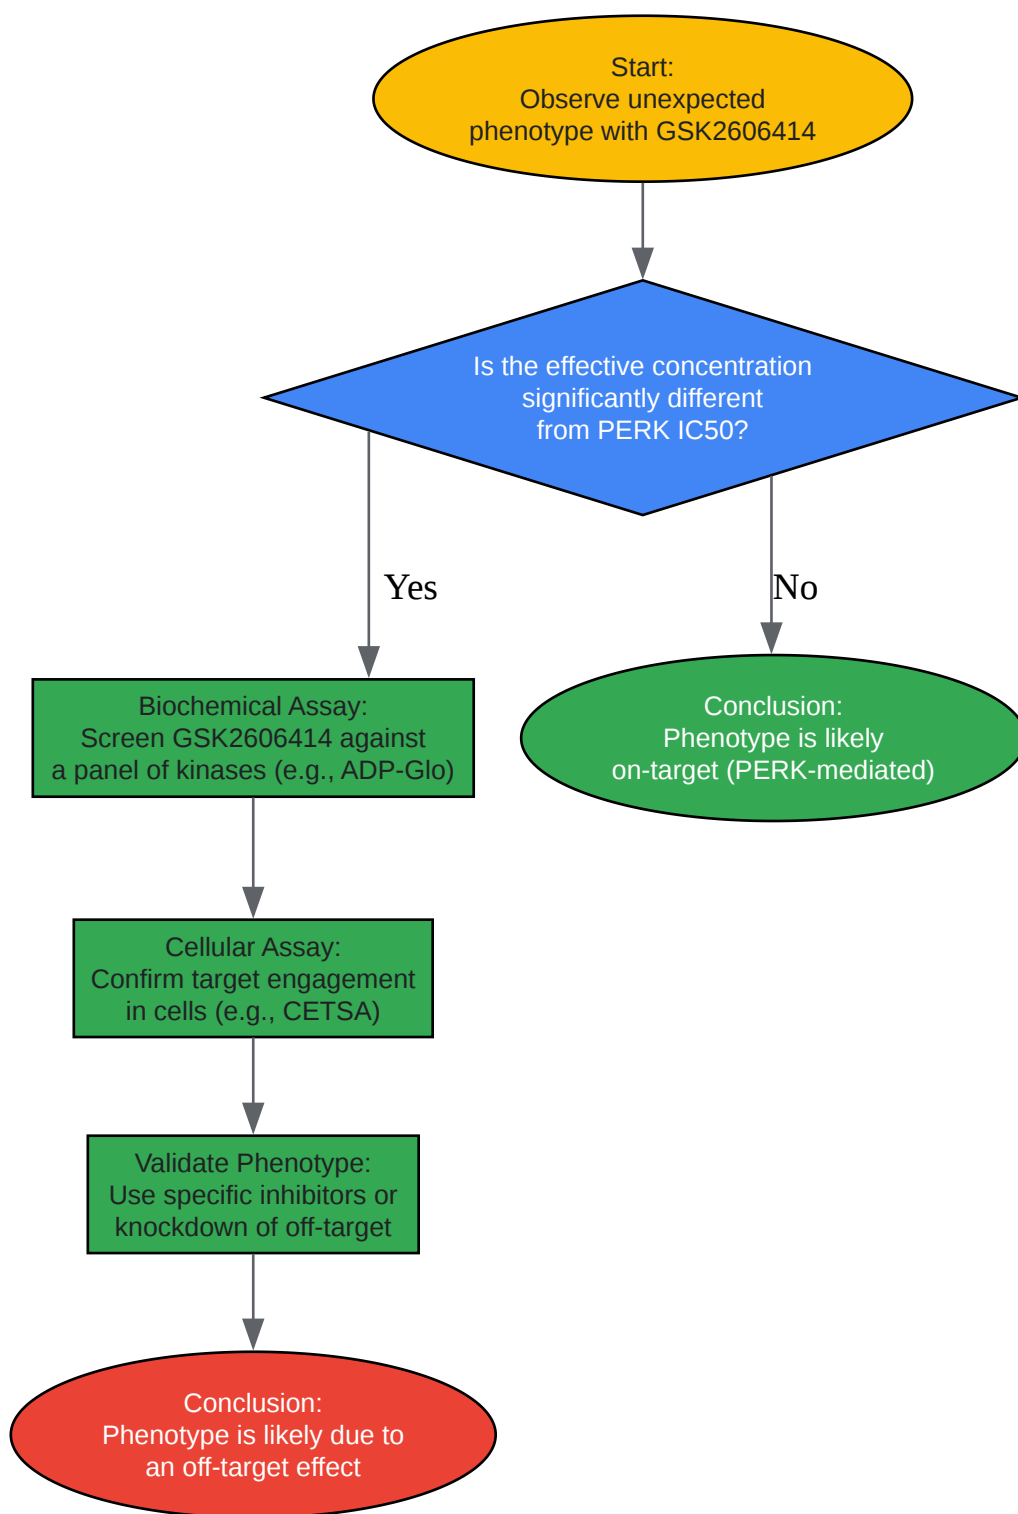 Start:
Observe unexpected
phenotype with GSK2606414
Is the effective concentration
significantly different
from PERK IC50?
Yes
No
Biochemical Assay:
Screen GSK2606414 against
a panel of kinases (e.g., ADP-Glo)
Conclusion:
Phenotype is likely
on-target (PERK-mediated)
Cellular Assay:
Confirm target engagement
in cells (e.g., CETSA)
Validate Phenotype:
Use specific inhibitors or
knockdown of off-target
Conclusion:
Phenotype is likely due to
an off-target effect